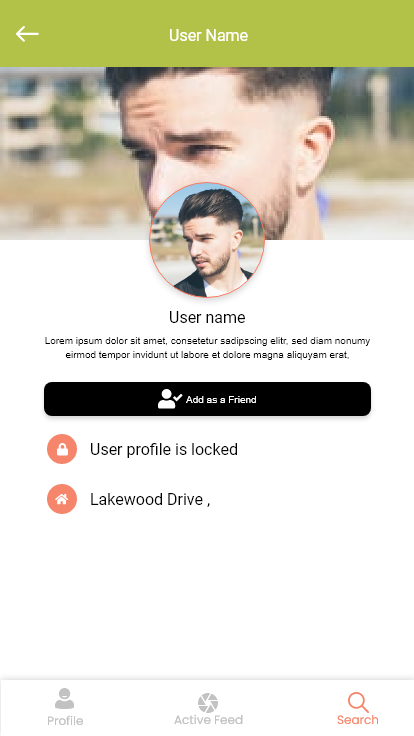 User Name
User name
Lorem ipsum dolor sit amet, consetetur sadipscing elitr, sed diam nonumy
eirmod tempor invidunt ut labore et dolore magna aliquyam erat,
Add as a Friend
User profile is locked
Lakewood Drive ,
Profile
Active Feed
Search